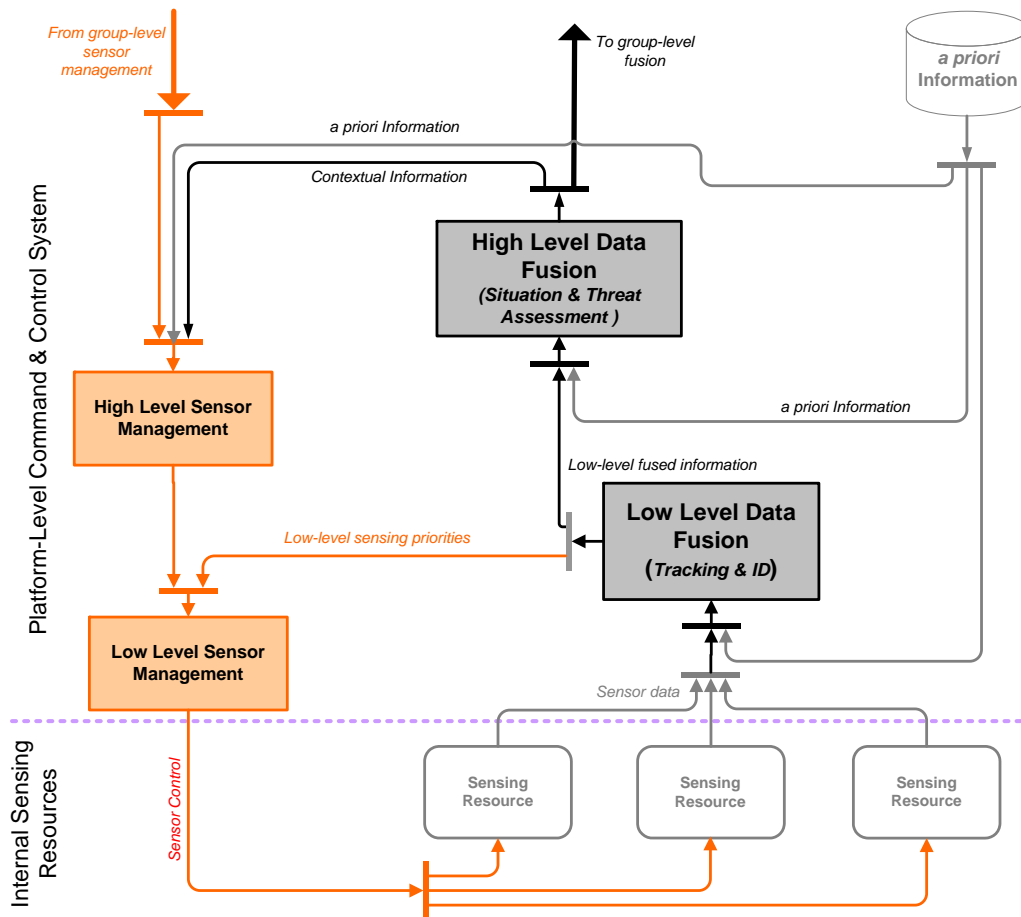 From group-level
sensor
management
To group-level
fusion
a priori
Information
a priori Information
Contextual Information
Platform-Level Command & Control System
High Level Data
Fusion
(Situation & Threat
Assessment )
High Level Sensor
Management
a priori Information
Low-level fused information
Low Level Data
Fusion
(Tracking & ID)
Low-level sensing priorities
Low Level Sensor
Management
Sensor data
Internal Sensing
Resources
Sensor Control
Sensing
Resource
Sensing
Resource
Sensing
Resource